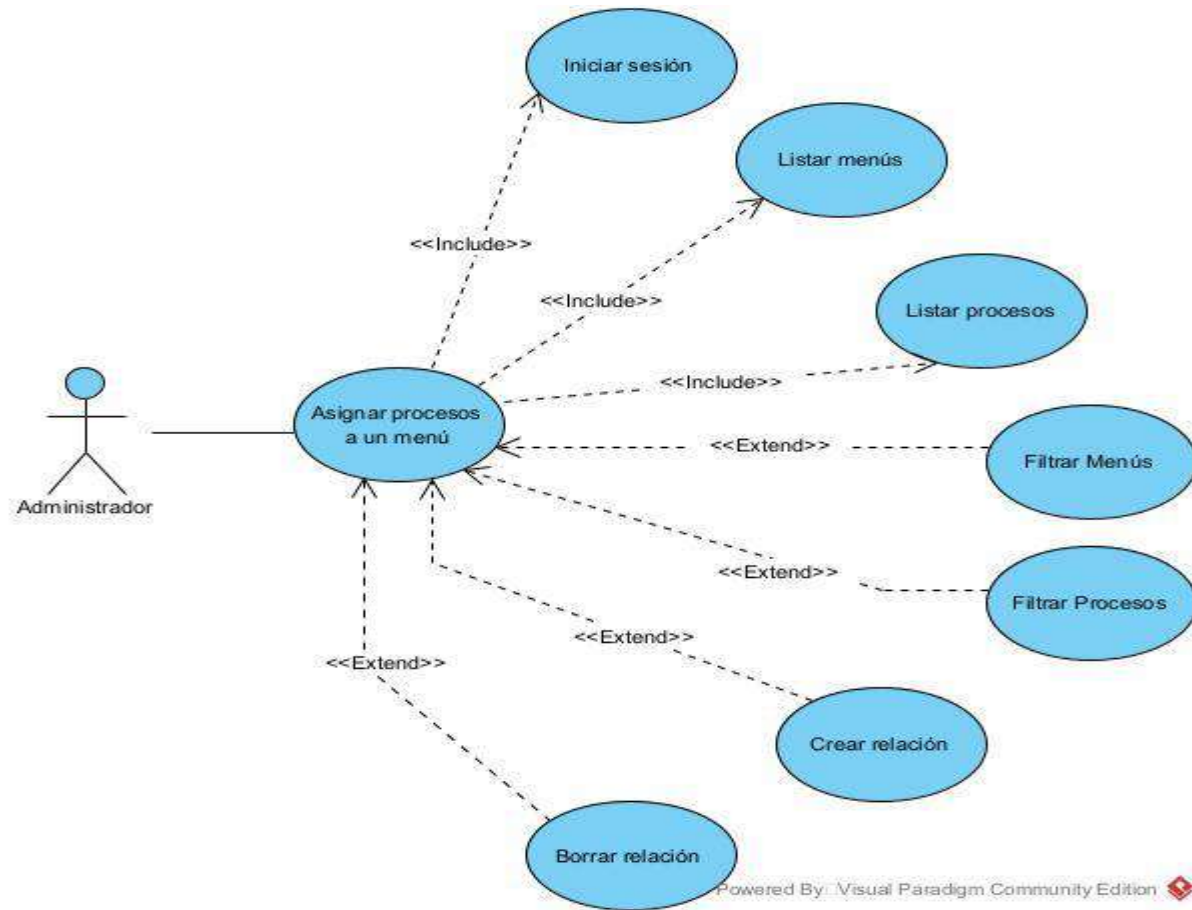 Iniciar sesión
Listar menús
<<Include>>
<<Include>>
Listar procesos
<<Include>>
Asignar procesos
a un menú
<<Extend>>
Filtrar Menús
Administrador
<<Extend>>
Filtrar Procesos
<<Extend>>
<<Extend>>
Crear relación
Borrar relación
Powered By: Visual Paradigm Community Edition